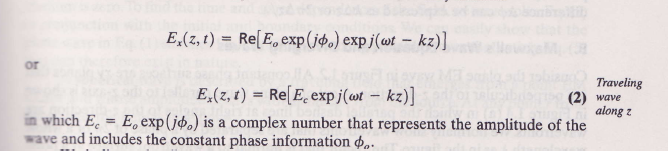 E_x(z, t) = Re[E_o exp(jϕ_o) exp j(ωt − kz)]
or
E_x(z, t) = Re[E_c exp j(ωt − kz)] (2)
Traveling
wave
along z
in which E_c = E_o exp(jϕ_o) is a complex number that represents the amplitude of the
wave and includes the constant phase information ϕ_o.